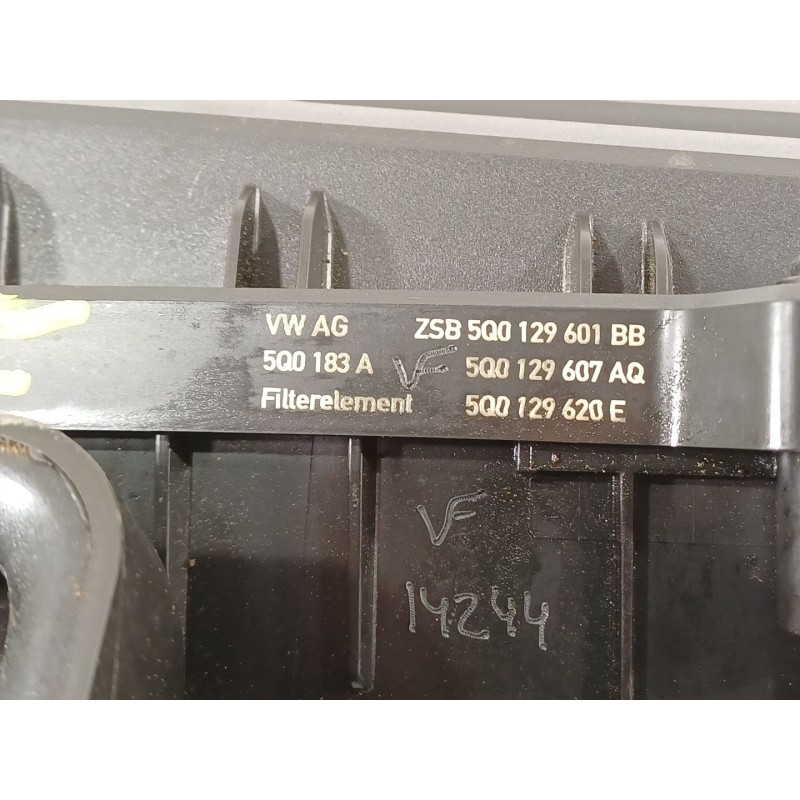 VW AG ZSB 5Q0 129 601 BB
5Q0 183 A VF 5Q0 129 607 AQ
Filterelement 5Q0 129 620 E
VF
14244